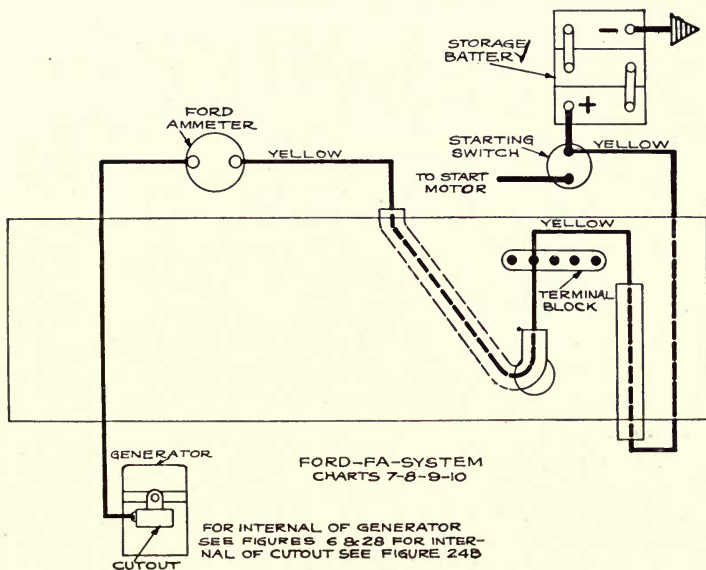 STORAGE
BATTERY
-
+
FORD
AMMETER
YELLOW
STARTING
SWITCH
YELLOW
TO START
MOTOR
YELLOW
TERMINAL
BLOCK
GENERATOR
FORD-FA-SYSTEM
CHARTS 7-8-9-10
FOR INTERNAL OF GENERATOR
SEE FIGURES 6 & 28 FOR INTER-
NAL OF CUTOUT SEE FIGURE 24B
CUTOUT